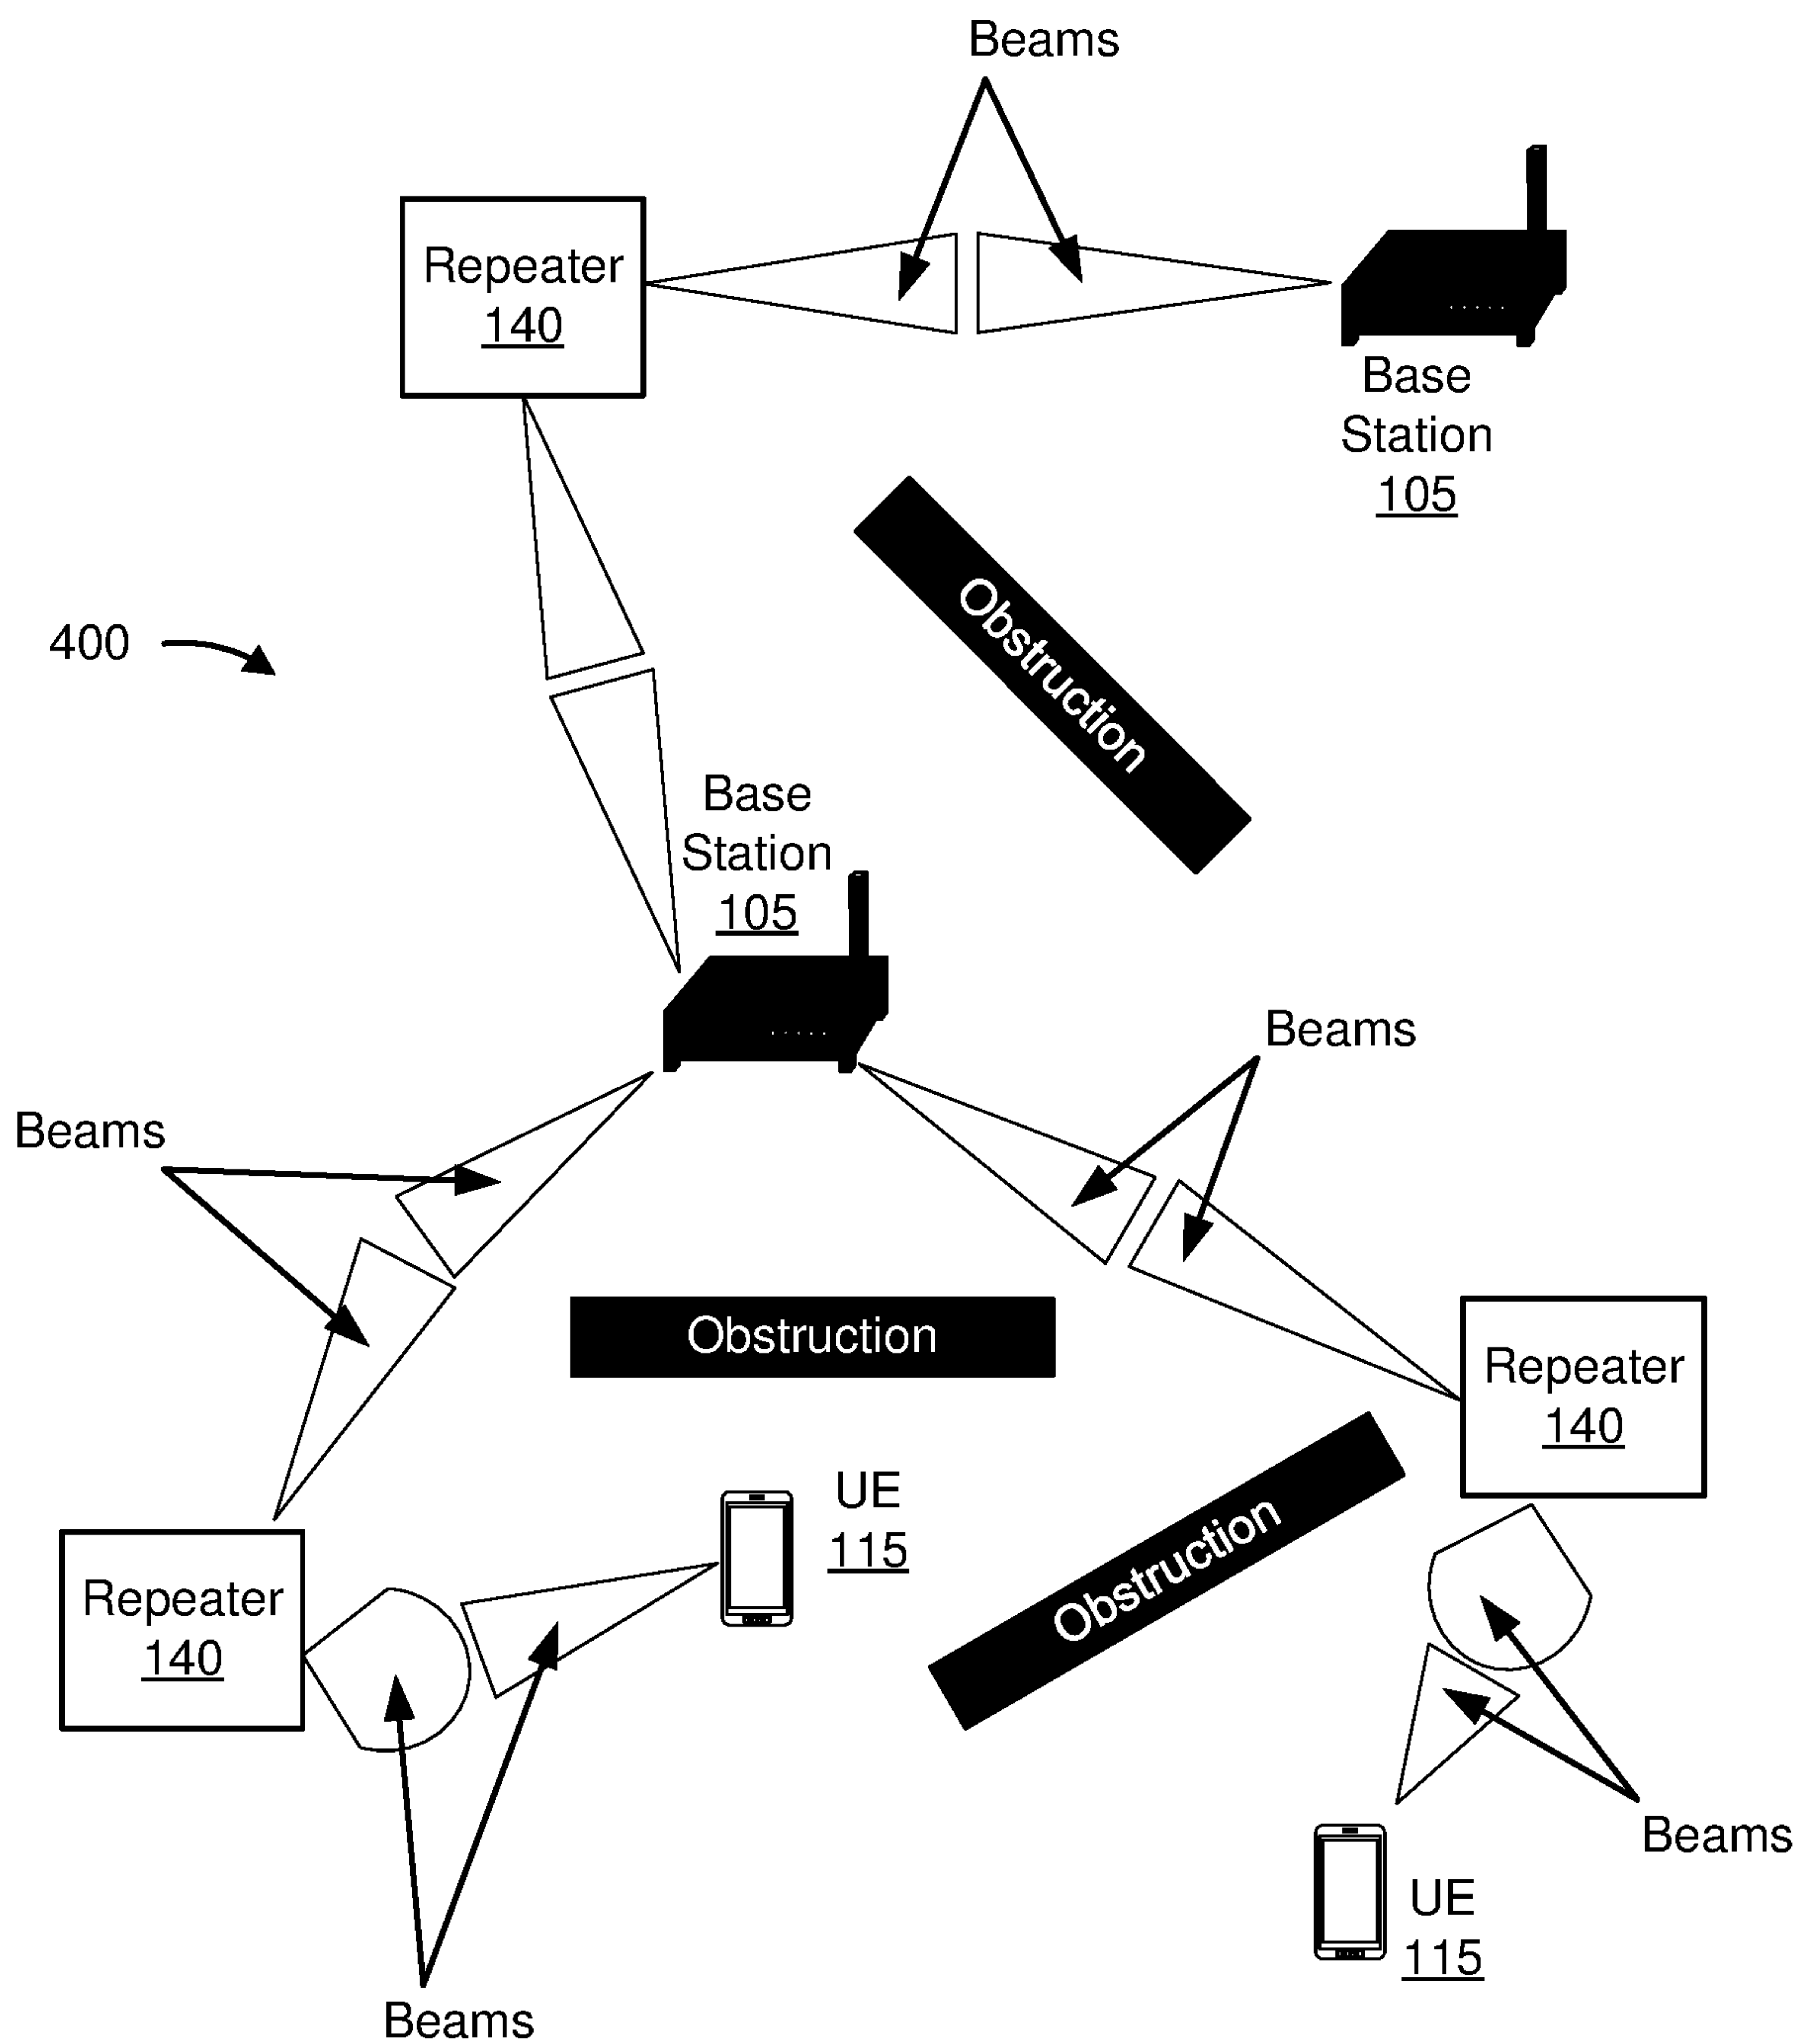 Beams
Repeater
140
Base
Station
105
Obstruction
400
Base
Station
105
Beams
Beams
Obstruction
Repeater
140
UE
115
Obstruction
Repeater
140
Beams
UE
115
Beams